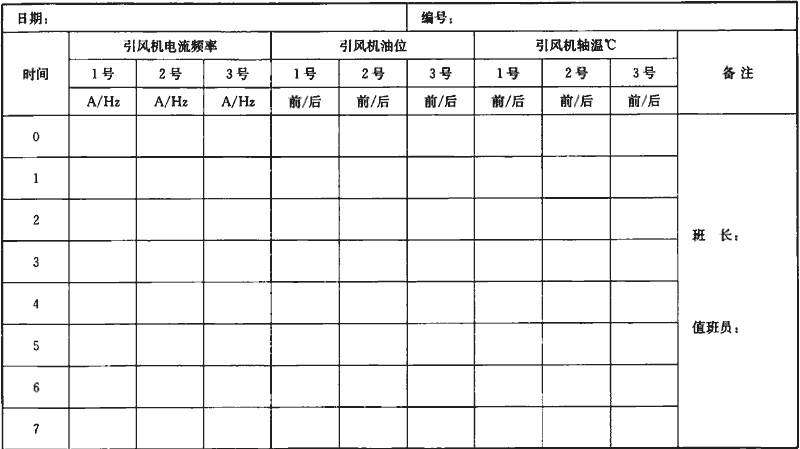 日期： 编号：
时间 引风机电流频率 引风机油位 引风机轴温℃ 备注
1号 2号 3号 1号 2号 3号 1号 2号 3号
A/Hz A/Hz A/Hz 前/后 前/后 前/后 前/后 前/后 前/后
0
1
2
班 长：
3
4
值班员：
5
6
7